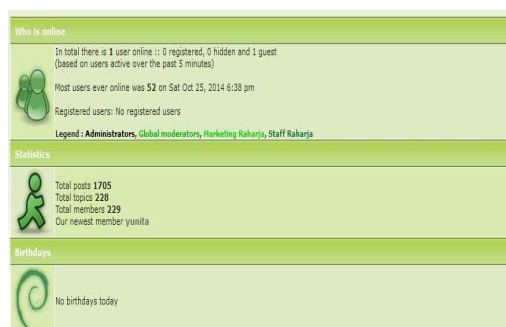 Who is online
In total there is 1 user online :: 0 registered, 0 hidden and 1 guest
(based on users active over the past 5 minutes)
Most users ever online was 52 on Sat Oct 25, 2014 6:38 pm
Registered users: No registered users
Legend : Administrators, Global moderators, Marketing Raharja, Staff Raharja
Statistics
Total posts 1705
Total topics 228
Total members 229
Our newest member yunita
Birthdays
No birthdays today